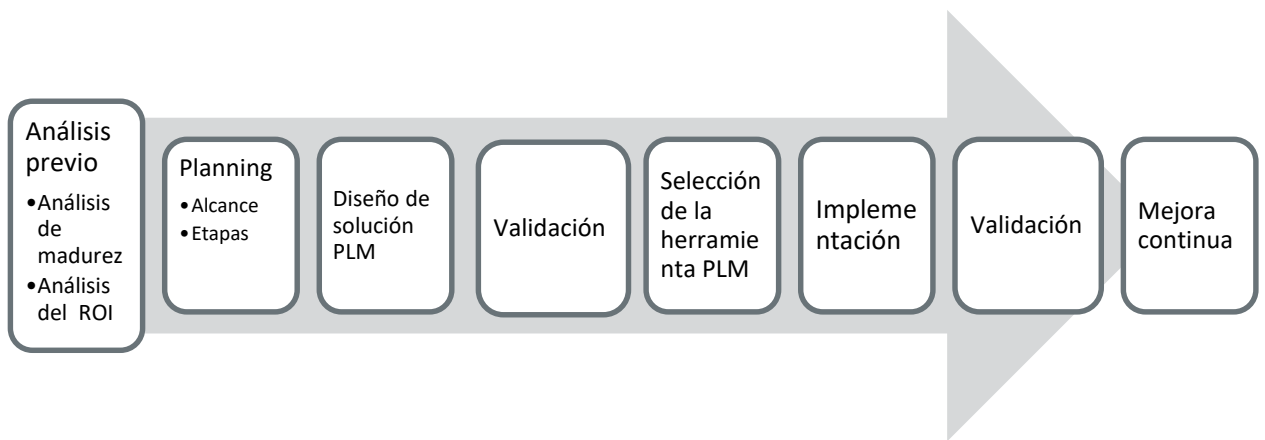 Análisis
previo
•Análisis
de
madurez
•Análisis
del ROI
Planning
•Alcance
•Etapas
Diseño de
solución
PLM
Validación
Selección
de la
herramie
nta PLM
Impleme
ntación
Validación
Mejora
continua